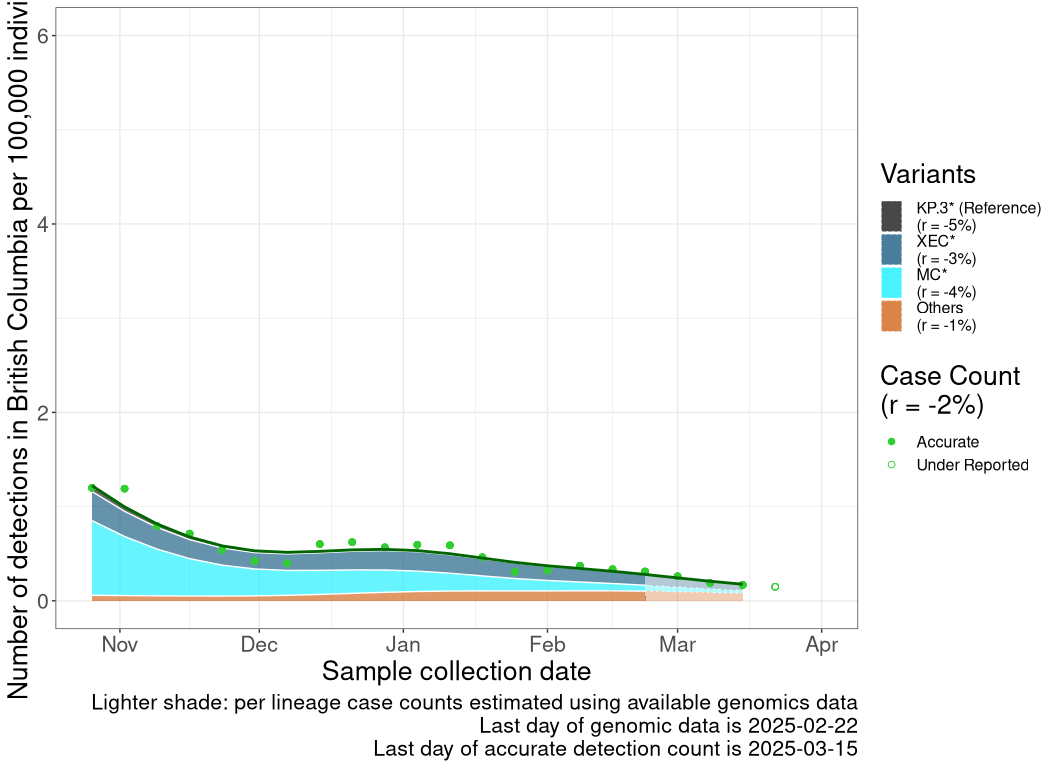 Number of detections in British Columbia per 100,000
6
4
2
0
Nov Dec Jan Feb Mar Apr
Sample collection date
Lighter shade: per lineage case counts estimated using available genomics data
Last day of genomic data is 2025-02-22
Last day of accurate detection count is 2025-03-15
Variants
KP.3* (Reference)
(r = -5%)
XEC*
(r = -3%)
MC*
(r = -4%)
Others
(r = -1%)
Case Count
(r = -2%)
Accurate
Under Reported